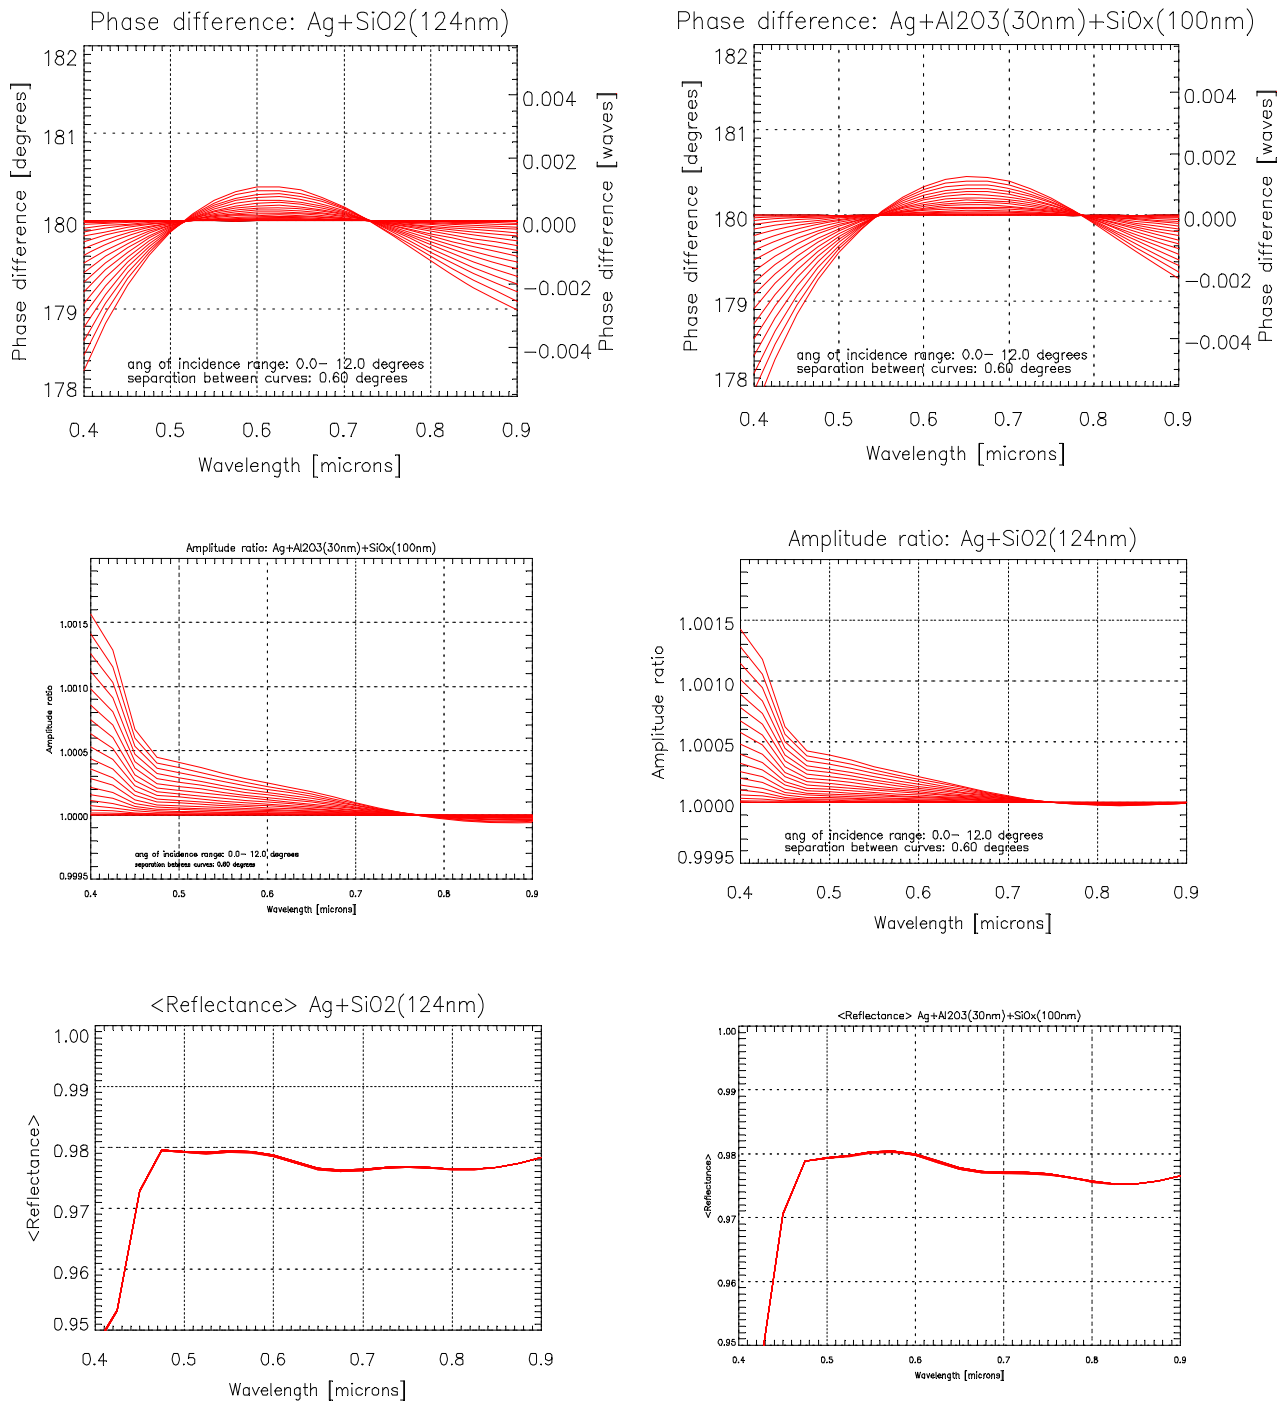 Phase difference: Ag+SiO2(124nm)
182
181
180
179
178
Phase difference [degrees]
0.004
0.002
0.000
−0.002
−0.004
Phase difference [waves]
ang of incidence range: 0.0− 12.0 degrees
separation between curves: 0.60 degrees
0.4 0.5 0.6 0.7 0.8 0.9
Wavelength [microns]
Phase difference: Ag+Al2O3(30nm)+SiOx(100nm)
182
181
180
179
178
Phase difference [degrees]
0.004
0.002
0.000
−0.002
−0.004
Phase difference [waves]
ang of incidence range: 0.0− 12.0 degrees
separation between curves: 0.60 degrees
0.4 0.5 0.6 0.7 0.8 0.9
Wavelength [microns]
Amplitude ratio: Ag+Al2O3(30nm)+SiOx(100nm)
1.0015
1.0010
1.0005
1.0000
0.9995
Amplitude ratio
ang of incidence range: 0.0− 12.0 degrees
separation between curves: 0.60 degrees
0.4 0.5 0.6 0.7 0.8 0.9
Wavelength [microns]
Amplitude ratio: Ag+SiO2(124nm)
1.0015
1.0010
1.0005
1.0000
0.9995
Amplitude ratio
ang of incidence range: 0.0− 12.0 degrees
separation between curves: 0.60 degrees
0.4 0.5 0.6 0.7 0.8 0.9
Wavelength [microns]
<Reflectance> Ag+SiO2(124nm)
1.00
0.99
0.98
0.97
0.96
0.95
<Reflectance>
0.4 0.5 0.6 0.7 0.8 0.9
Wavelength [microns]
<Reflectance> Ag+Al2O3(30nm)+SiOx(100nm)
1.00
0.99
0.98
0.97
0.96
0.95
<Reflectance>
0.4 0.5 0.6 0.7 0.8 0.9
Wavelength [microns]